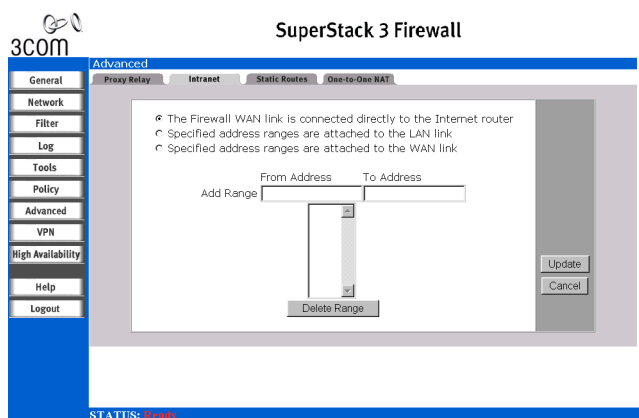 3COM
SuperStack 3 Firewall
Advanced
Proxy Relay Intranet Static Routes One-to-One NAT
General
Network
Filter
Log
Tools
Policy
Advanced
VPN
High Availability
Help
Logout
The Firewall WAN link is connected directly to the Internet router
Specified address ranges are attached to the LAN link
Specified address ranges are attached to the WAN link
From Address To Address
Add Range
Delete Range
Update
Cancel
STATUS: Ready